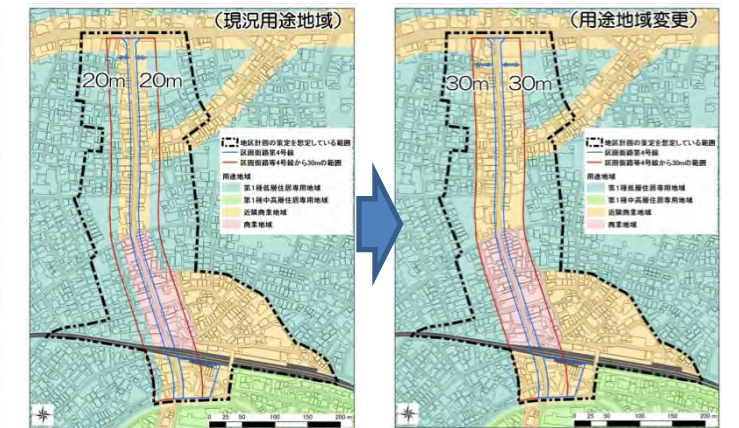 (現況用途地域)
20m 20m
地区計画の策定を想定している範囲
区画街路第4号線
区画街路等4号線から30mの範囲
用途地域
第1種低層住居専用地域
第1種中高層住居専用地域
近隣商業地域
商業地域
0 25 50 100 150 200 m
(用途地域変更)
30m 30m
地区計画の策定を想定している範囲
区画街路第4号線
区画街路等4号線から30mの範囲
用途地域
第1種低層住居専用地域
第1種中高層住居専用地域
近隣商業地域
商業地域
0 25 50 100 150 200 m